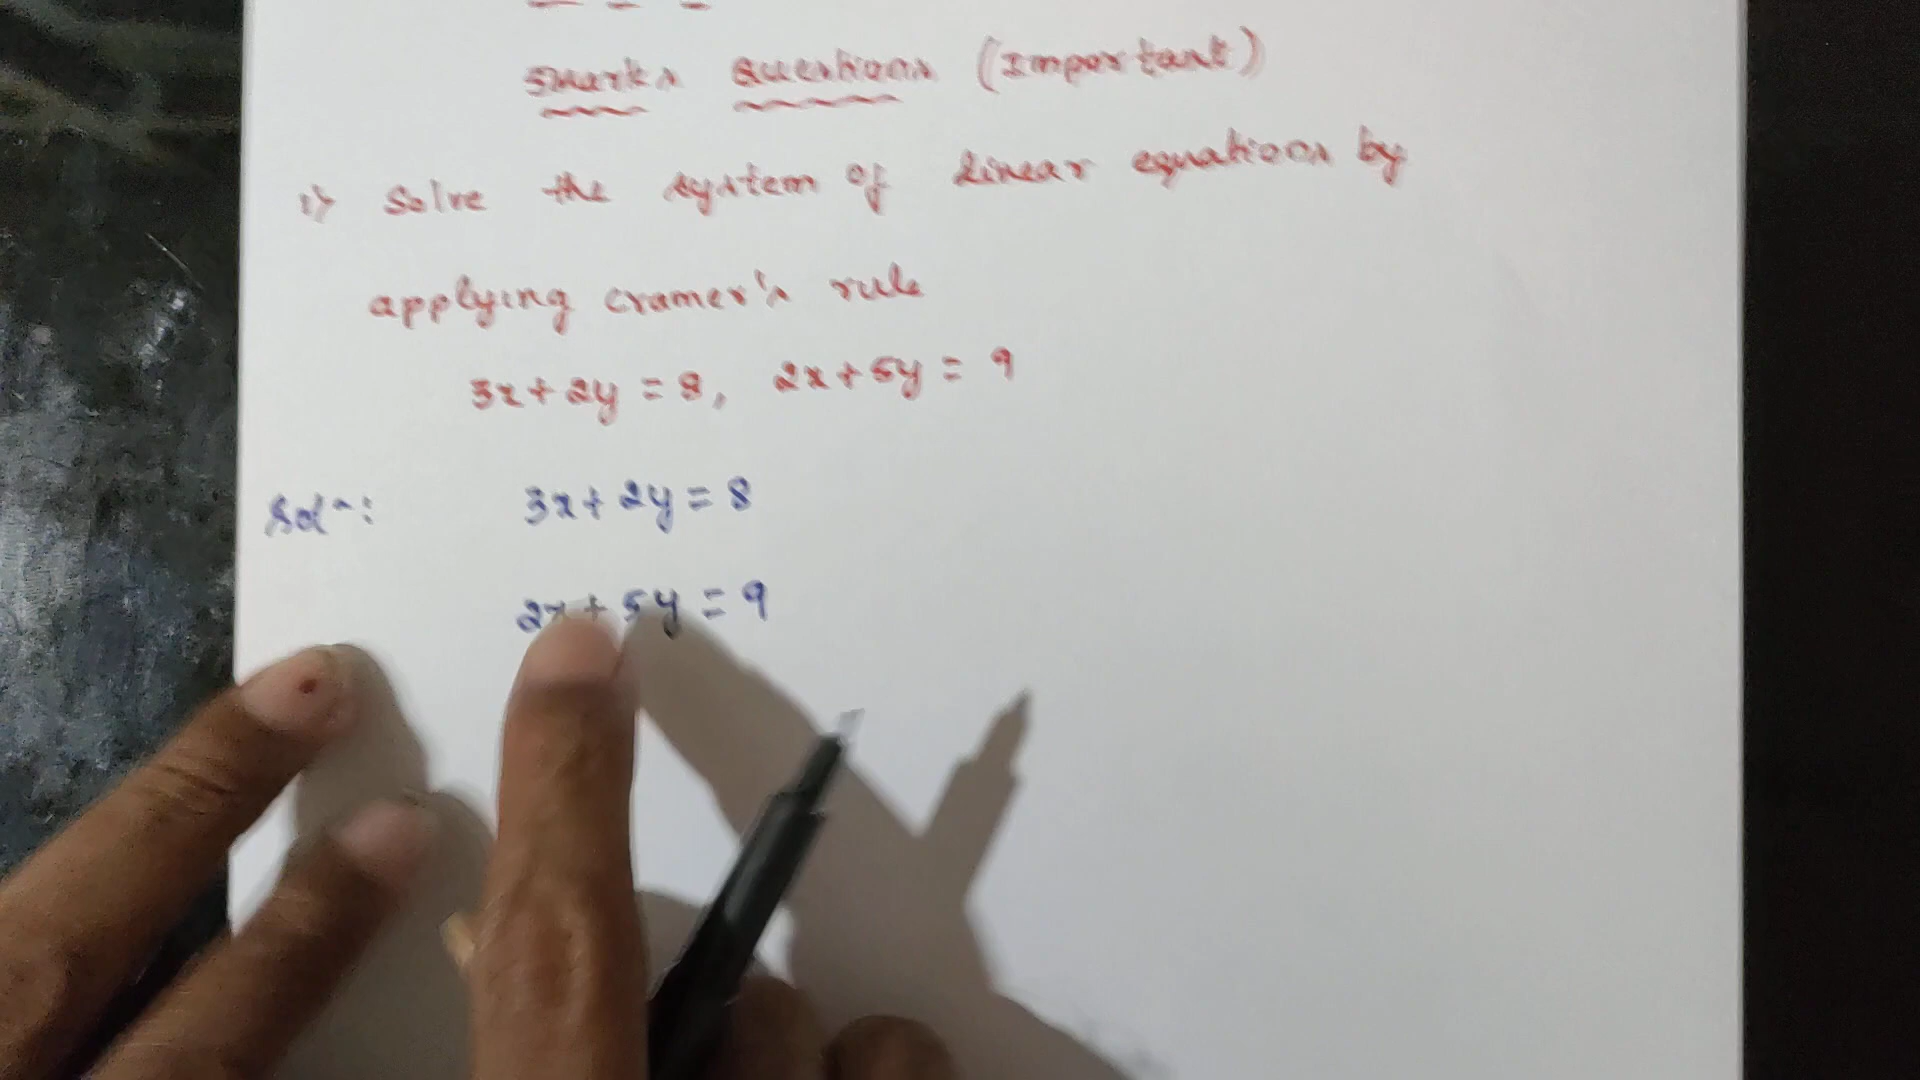 5marks Questions (Important)
1) Solve the system of linear equations by
applying cramer's rule
3x+2y = 8, 2x+5y = 9
Soln:
3x+2y = 8
2x+5y = 9